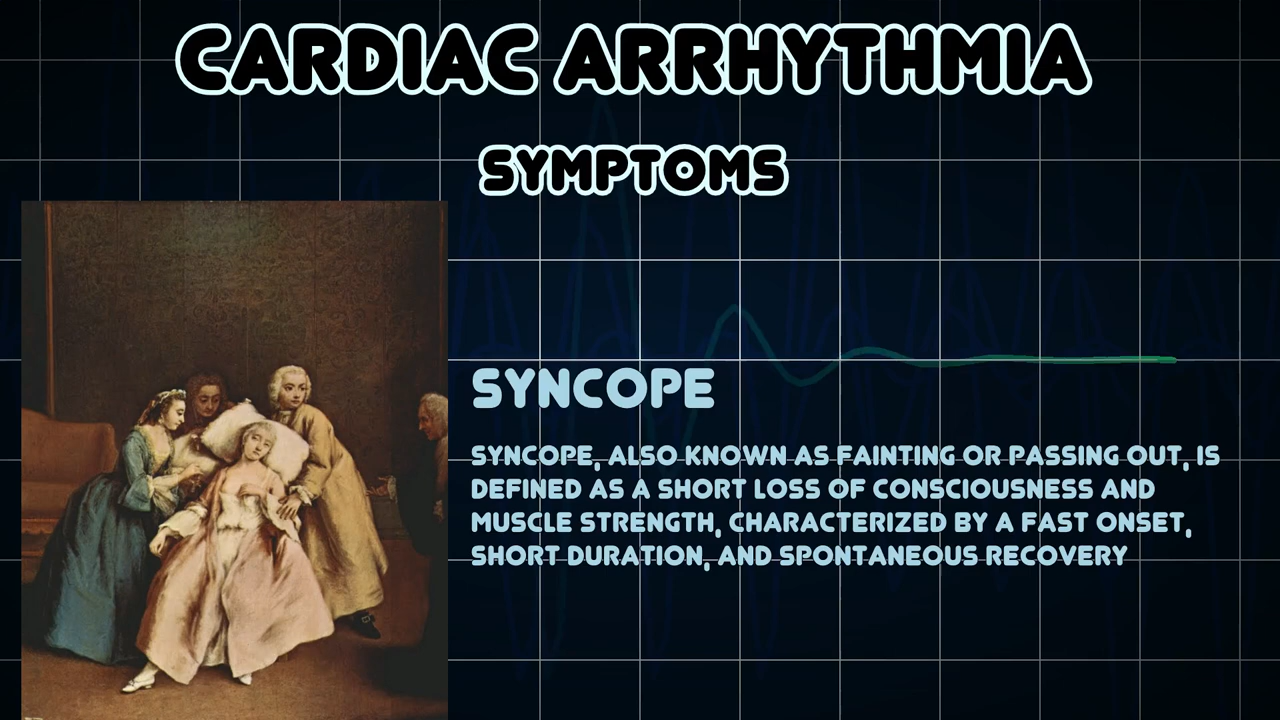 CARDIAC ARRHYTHMIA
SYMPTOMS
SYNCOPE
SYNCOPE, ALSO KNOWN AS FAINTING OR PASSING OUT, IS
DEFINED AS A SHORT LOSS OF CONSCIOUSNESS AND
MUSCLE STRENGTH, CHARACTERIZED BY A FAST ONSET,
SHORT DURATION, AND SPONTANEOUS RECOVERY